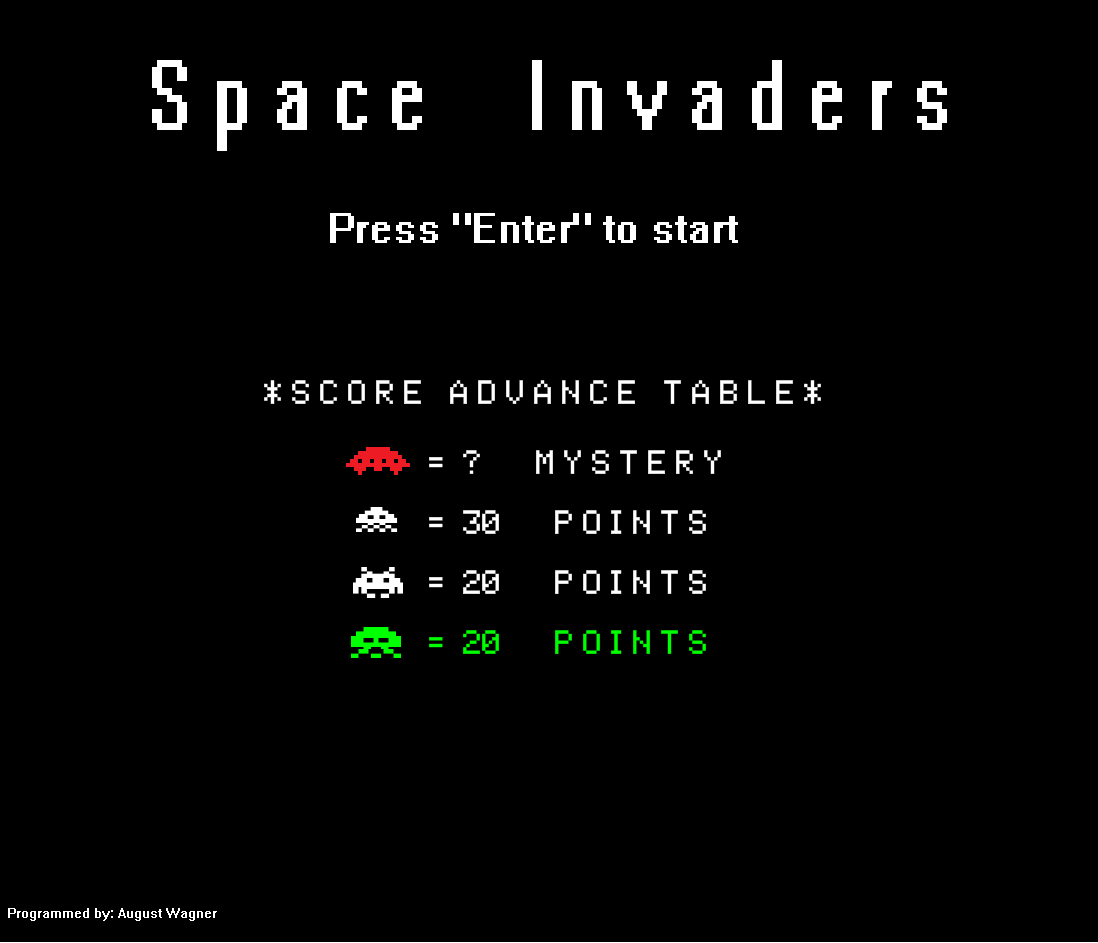 Space Invaders
Press "Enter" to start
*SCORE ADVANCE TABLE*
= ? MYSTERY
= 30 POINTS
= 20 POINTS
= 20 POINTS
Programmed by: August Wagner